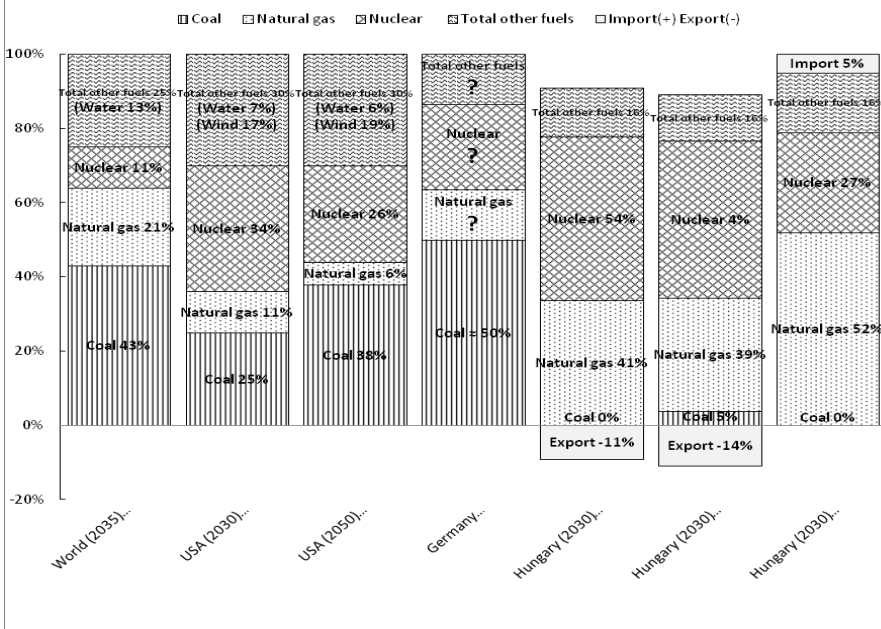 Coal Natural gas Nuclear Total other fuels Import(+) Export(-)
100%
80%
60%
40%
20%
0%
-20%
Total other fuels 25%
(Water 13%)
Nuclear 11%
Natural gas 21%
Coal 43%
Total other fuels 30%
(Water 7%)
(Wind 17%)
Nuclear 34%
Natural gas 11%
Coal 25%
Total other fuels 30%
(Water 6%)
(Wind 19%)
Nuclear 26%
Natural gas 6%
Coal 38%
Total other fuels
?
Nuclear
?
Natural gas
?
Coal ≈ 50%
Total other fuels 16%
Nuclear 54%
Natural gas 41%
Coal 0%
Export -11%
Total other fuels 16%
Nuclear 4%
Natural gas 39%
Coal 5%
Export -14%
Import 5%
Total other fuels 16%
Nuclear 27%
Natural gas 52%
Coal 0%
World (2035)...
USA (2030)...
USA (2050)...
Germany...
Hungary (2030)...
Hungary (2030)...
Hungary (2030)...